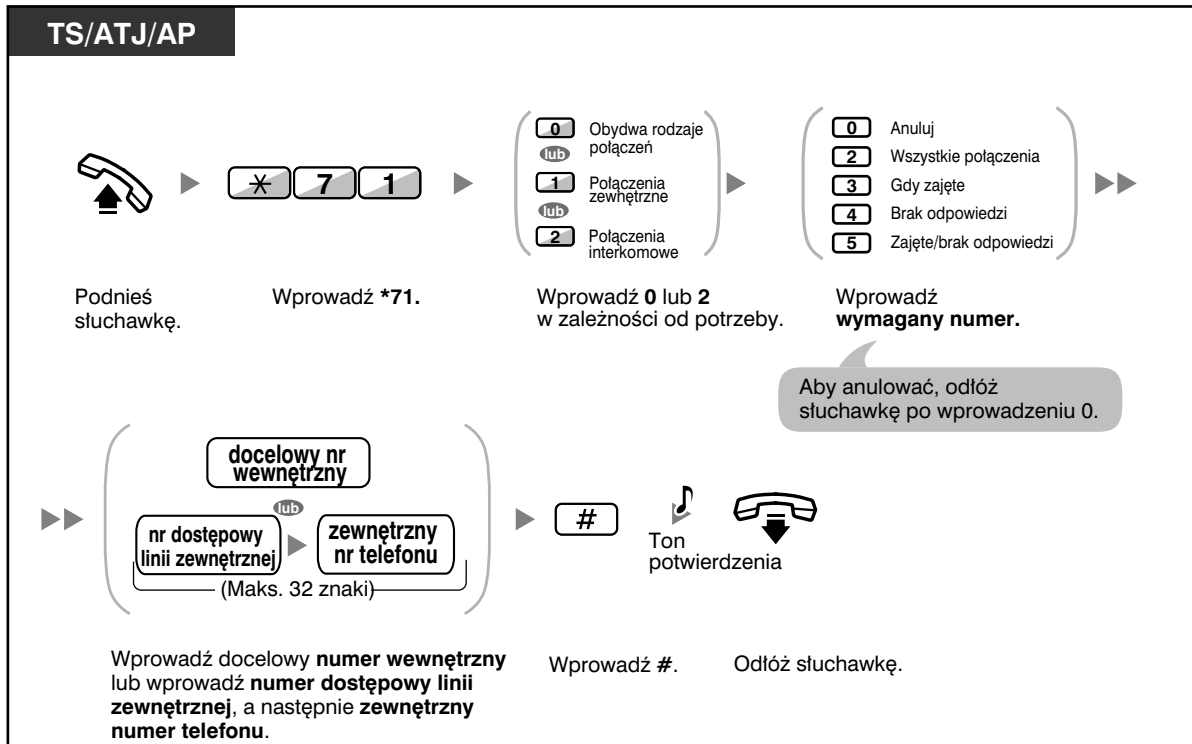 TS/ATJ/AP
0 Obydwa rodzaje
połączeń
lub
1 Połączenia
zewnętrzne
lub
2 Połączenia
interkomowe
0 Anuluj
2 Wszystkie połączenia
3 Gdy zajęte
4 Brak odpowiedzi
5 Zajęte/brak odpowiedzi
* 7 1
Podnieś
słuchawkę.
Wprowadź *71.
Wprowadź 0 lub 2
w zależności od potrzeby.
Wprowadź
wymagany numer.
Aby anulować, odłóż
słuchawkę po wprowadzeniu 0.
docelowy nr
wewnętrzny
lub
nr dostępowy
linii zewnętrznej
zewnętrzny
nr telefonu
(Maks. 32 znaki)
#
Ton
potwierdzenia
Wprowadź docelowy numer wewnętrzny
lub wprowadź numer dostępowy linii
zewnętrznej, a następnie zewnętrzny
numer telefonu.
Wprowadź #.
Odłóż słuchawkę.